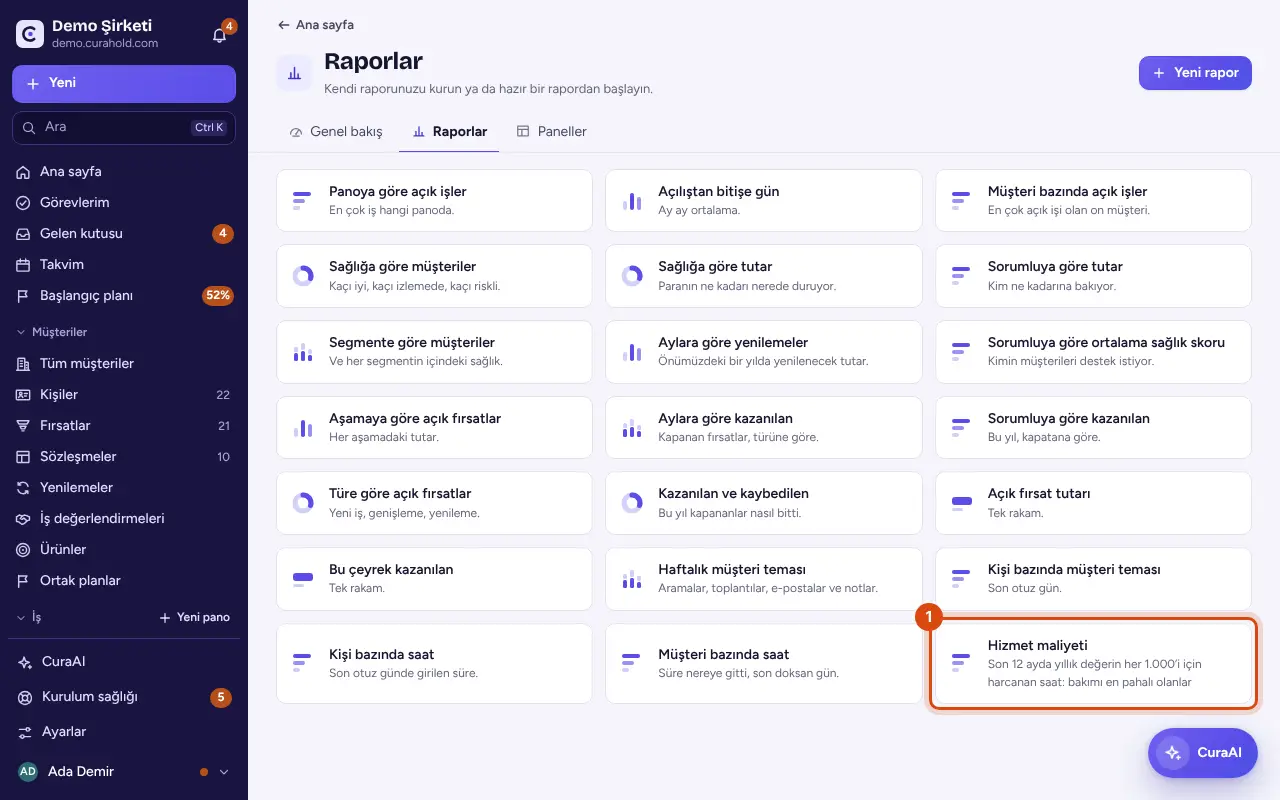 Demo Şirketi
demo.curahold.com
4
Yeni
Ara
Ctrl K
Ana sayfa
Görevlerim
Gelen kutusu
4
Takvim
Başlangıç planı
52%
Müşteriler
Tüm müşteriler
Kişiler
22
Fırsatlar
21
Sözleşmeler
10
Yenilemeler
İş değerlendirmeleri
Ürünler
Ortak planlar
İş
Yeni pano
CuraAI
Kurulum sağlığı
5
Ayarlar
AD
Ada Demir
Ana sayfa
Raporlar
Kendi raporunuzu kurun ya da hazır bir rapordan başlayın.
Yeni rapor
Genel bakış
Raporlar
Paneller
Panoya göre açık işler
En çok iş hangi panoda.
Açılıştan bitişe gün
Ay ay ortalama.
Müşteri bazında açık işler
En çok açık işi olan on müşteri.
Sağlığa göre müşteriler
Kaçı iyi, kaçı izlemede, kaçı riskli.
Sağlığa göre tutar
Paranın ne kadarı nerede duruyor.
Sorumluya göre tutar
Kim ne kadarına bakıyor.
Segmente göre müşteriler
Ve her segmentin içindeki sağlık.
Aylara göre yenilemeler
Önümüzdeki bir yılda yenilenecek tutar.
Sorumluya göre ortalama sağlık skoru
Kimin müşterileri destek istiyor.
Aşamaya göre açık fırsatlar
Her aşamadaki tutar.
Aylara göre kazanılan
Kapanan fırsatlar, türüne göre.
Sorumluya göre kazanılan
Bu yıl, kapatana göre.
Türe göre açık fırsatlar
Yeni iş, genişleme, yenileme.
Kazanılan ve kaybedilen
Bu yıl kapananlar nasıl bitti.
Açık fırsat tutarı
Tek rakam.
Bu çeyrek kazanılan
Tek rakam.
Haftalık müşteri teması
Aramalar, toplantılar, e-postalar ve notlar.
Kişi bazında müşteri teması
Son otuz gün.
Kişi bazında saat
Son otuz günde girilen süre.
Müşteri bazında saat
Süre nereye gitti, son doksan gün.
1
Hizmet maliyeti
Son 12 ayda yıllık değerin her 1.000’i için
harcanan saat: bakımı en pahalı olanlar
CuraAI